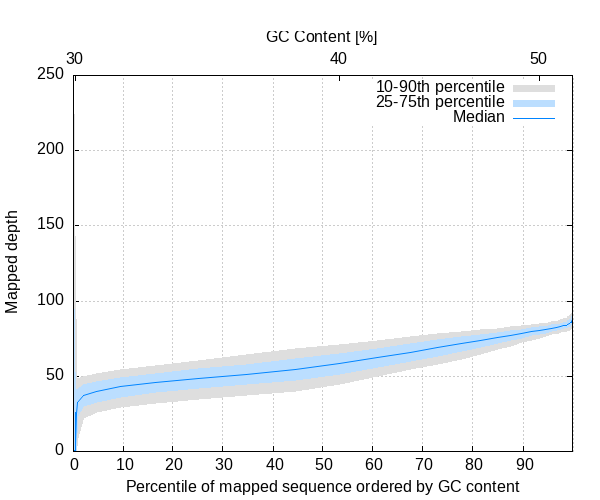 GC Content [%]
30 40 50
250
200
150
100
50
0
Mapped depth
10-90th percentile
25-75th percentile
Median
0 10 20 30 40 50 60 70 80 90
Percentile of mapped sequence ordered by GC content